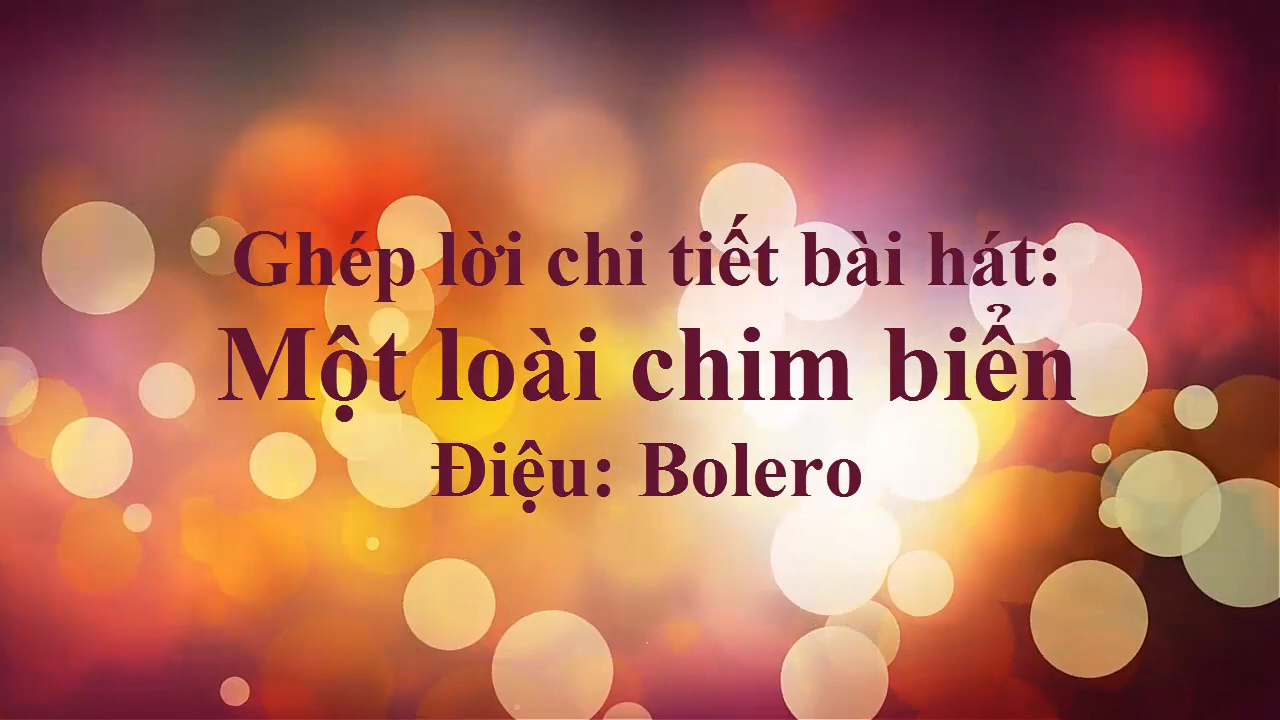 Ghép lời chi tiết bài hát:
Một loài chim biển
Điệu: Bolero